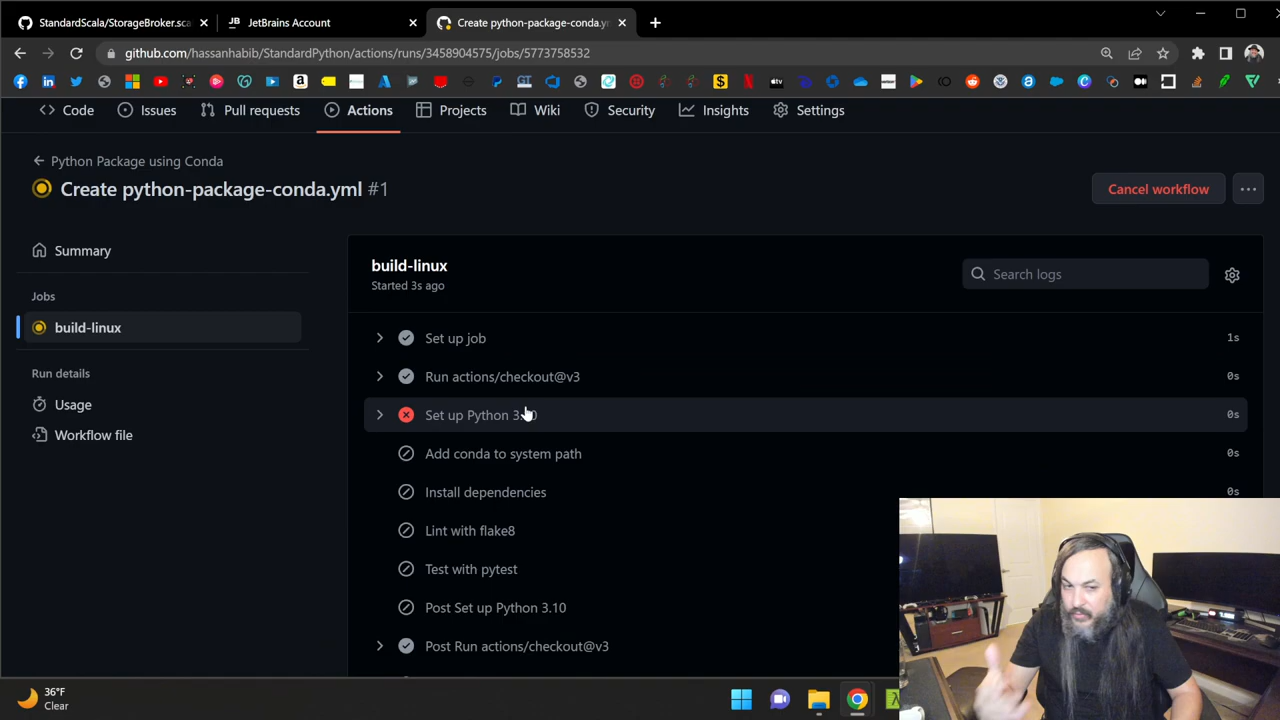 StandardScala/StorageBroker.sca
JetBrains Account
Create python-package-conda.ym
github.com/hassanhabib/StandardPython/actions/runs/3458904575/jobs/5773758532
Code
Issues
Pull requests
Actions
Projects
Wiki
Security
Insights
Settings
Python Package using Conda
Create python-package-conda.yml #1
Cancel workflow
Summary
Jobs
build-linux
Run details
Usage
Workflow file
build-linux
Started 3s ago
Search logs
Set up job 1s
Run actions/checkout@v3 0s
Set up Python 3. 0 0s
Add conda to system path 0s
Install dependencies 0s
Lint with flake8
Test with pytest
Post Set up Python 3.10
Post Run actions/checkout@v3
36°F
Clear